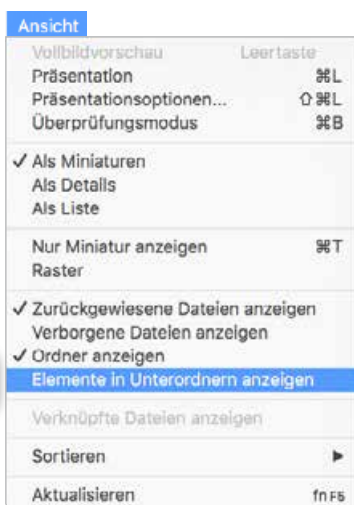 Ansicht
Vollbildvorschau Leertaste
Präsentation ⌘L
Präsentationsoptionen... ⇧⌘L
Überprüfungsmodus ⌘B
✓ Als Miniaturen
Als Details
Als Liste
Nur Miniatur anzeigen ⌘T
Raster
✓ Zurückgewiesene Dateien anzeigen
Verborgene Dateien anzeigen
✓ Ordner anzeigen
Elemente in Unterordnern anzeigen
Verknüpfte Dateien anzeigen
Sortieren ▶
Aktualisieren fn F5